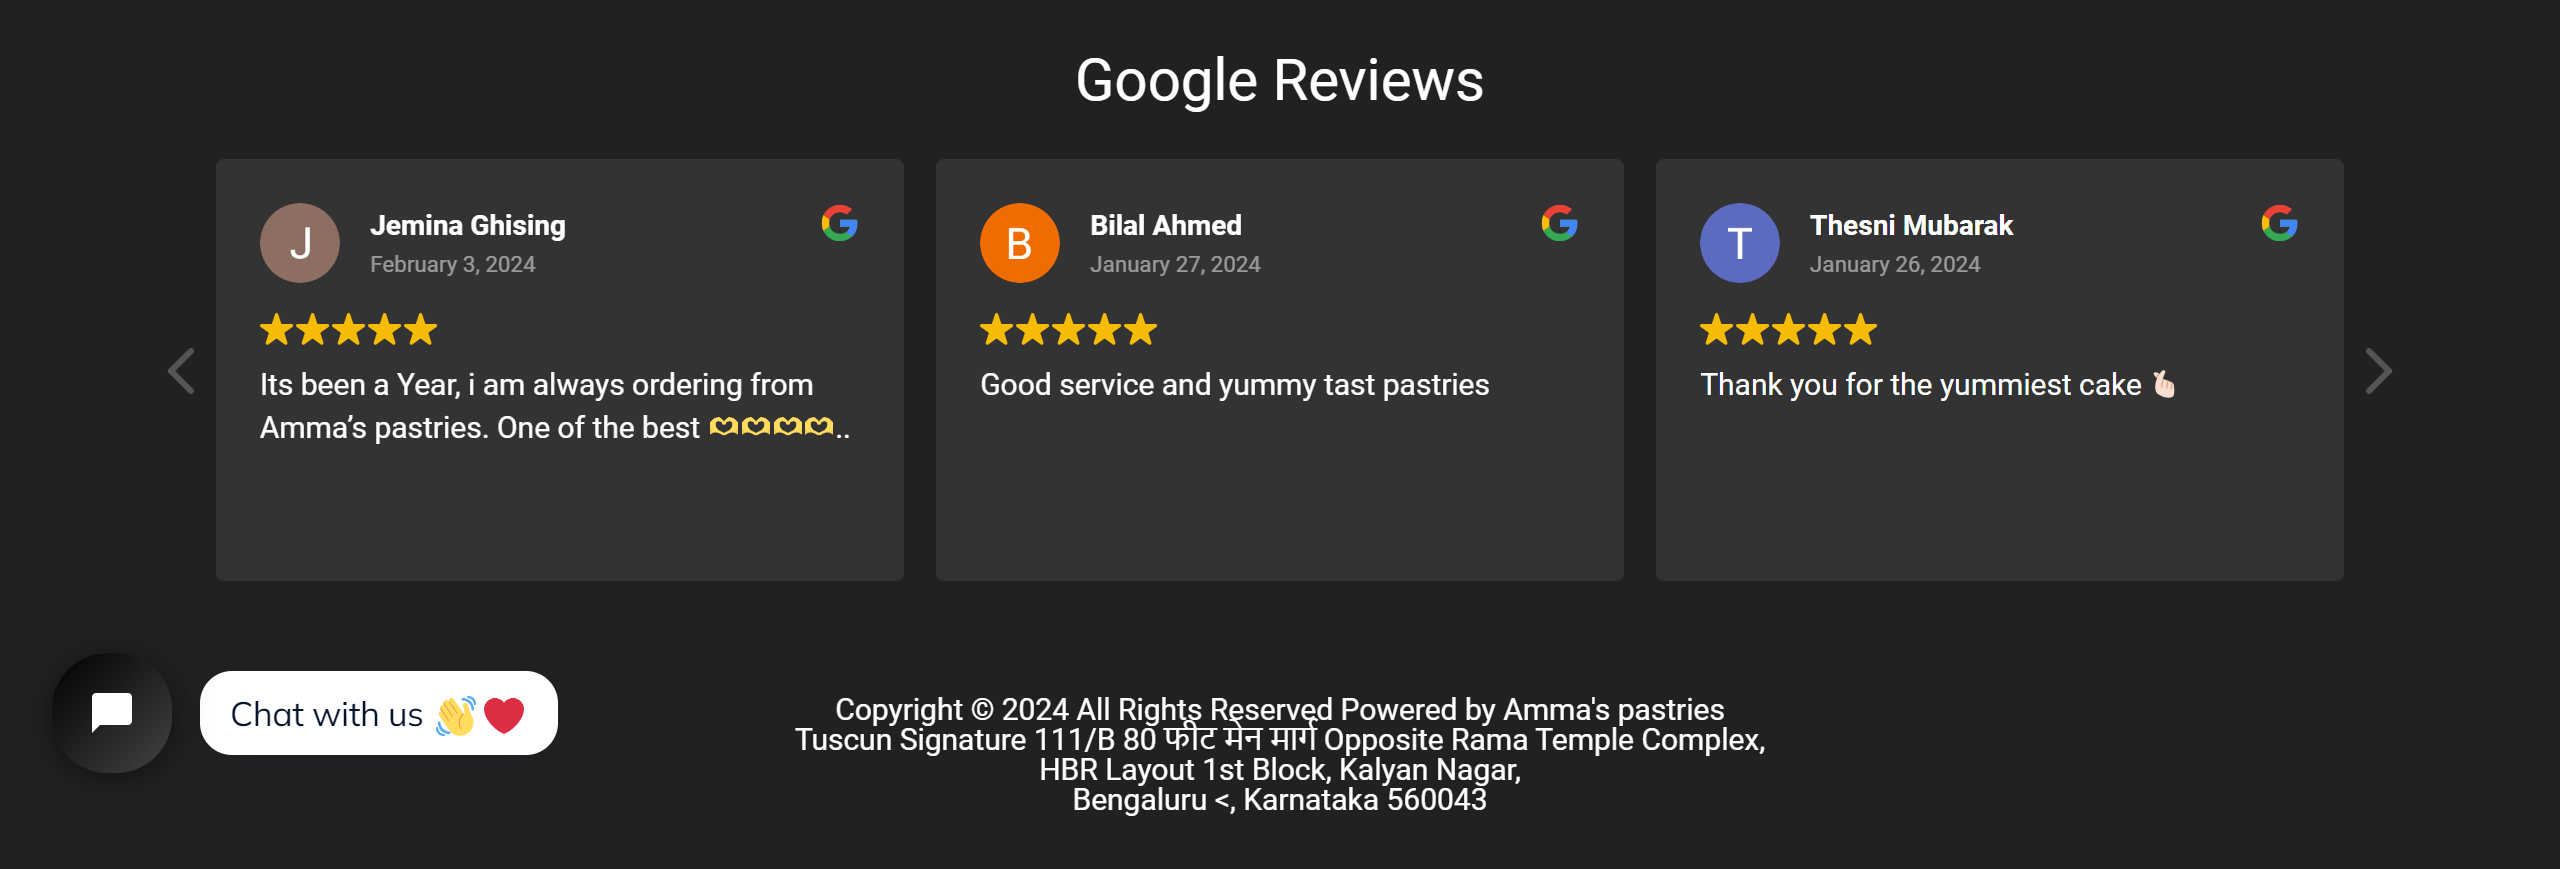 Google Reviews
J
Jemina Ghising
February 3, 2024
Its been a Year, i am always ordering from
Amma’s pastries. One of the best 🫶🫶🫶🫶..
B
Bilal Ahmed
January 27, 2024
Good service and yummy tast pastries
T
Thesni Mubarak
January 26, 2024
Thank you for the yummiest cake 🫰🏻
Chat with us 👋❤️
Copyright © 2024 All Rights Reserved Powered by Amma's pastries
Tuscun Signature 111/B 80 फीट मेन मार्ग Opposite Rama Temple Complex,
HBR Layout 1st Block, Kalyan Nagar,
Bengaluru <, Karnataka 560043